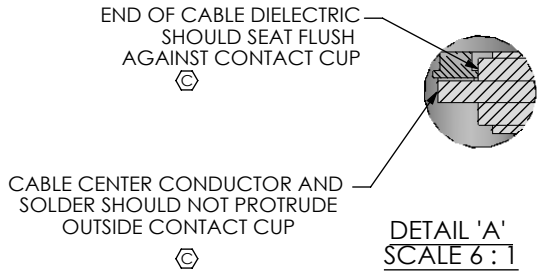 END OF CABLE DIELECTRIC
SHOULD SEAT FLUSH
AGAINST CONTACT CUP
C
CABLE CENTER CONDUCTOR AND
SOLDER SHOULD NOT PROTRUDE
OUTSIDE CONTACT CUP
C
DETAIL 'A'
SCALE 6 : 1